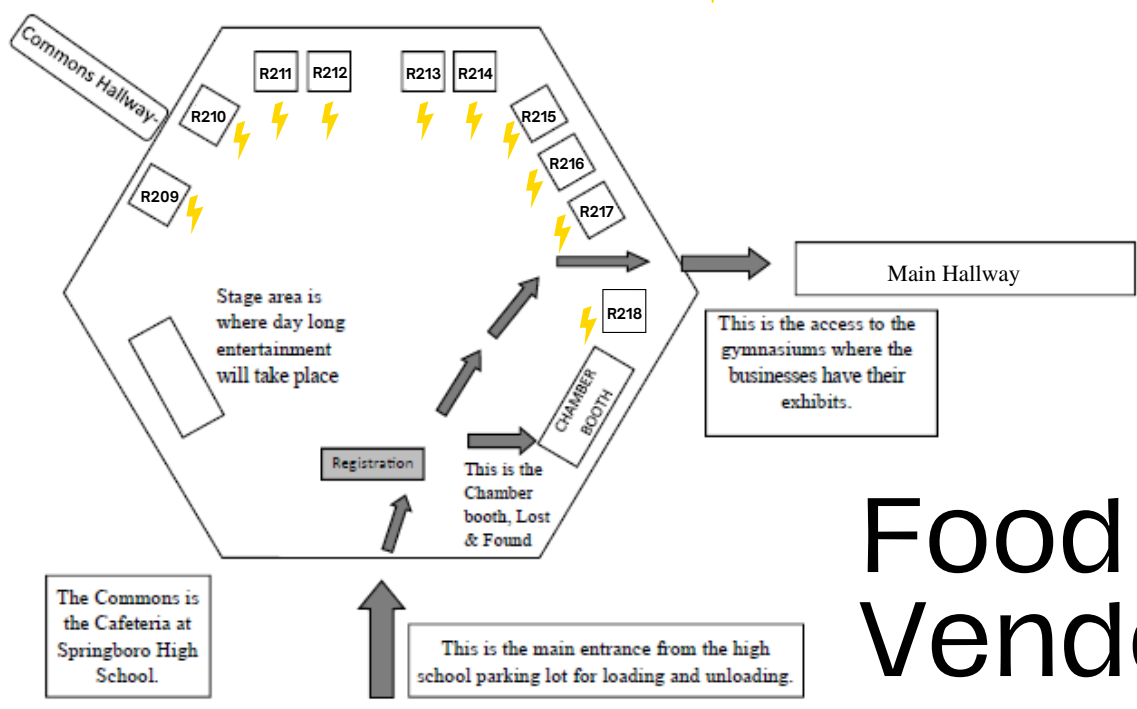 Commons Hallway-
R211
R212
R213
R214
R210
R215
R216
R209
R217
Main Hallway
Stage area is
where day long
entertainment
will take place
R218
This is the access to the
gymnasiums where the
businesses have their
exhibits.
CHAMBER
BOOTH
Registration
This is the
Chamber
booth, Lost
& Found
Food
Vend
The Commons is
the Cafeteria at
Springboro High
School.
This is the main entrance from the high
school parking lot for loading and unloading.